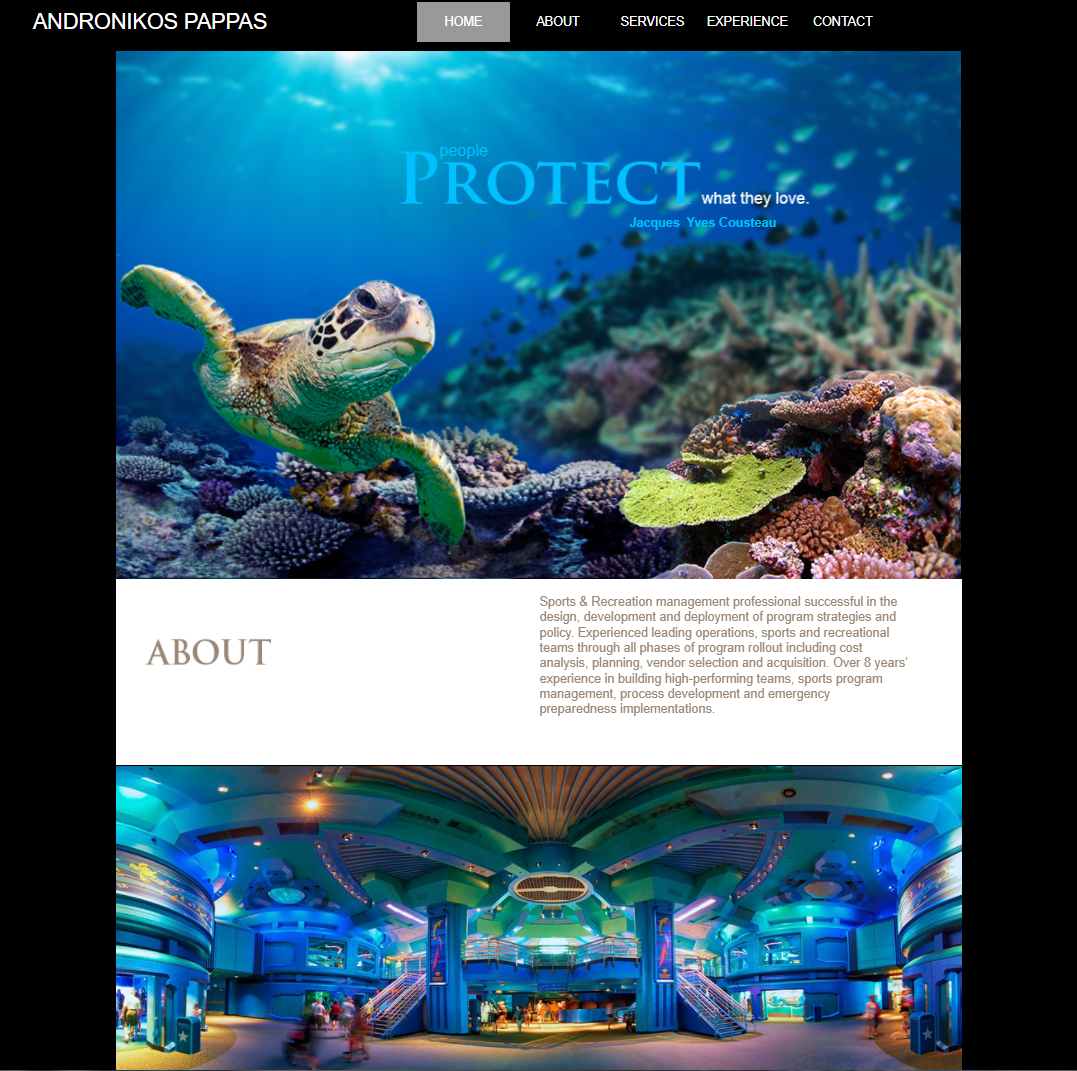 ANDRONIKOS PAPPAS
HOME ABOUT SERVICES EXPERIENCE CONTACT
people
PROTECT what they love.
Jacques Yves Cousteau
ABOUT
Sports & Recreation management professional successful in the
design, development and deployment of program strategies and
policy. Experienced leading operations, sports and recreational
teams through all phases of program rollout including cost
analysis, planning, vendor selection and acquisition. Over 8 years’
experience in building high-performing teams, sports program
management, process development and emergency
preparedness implementations.